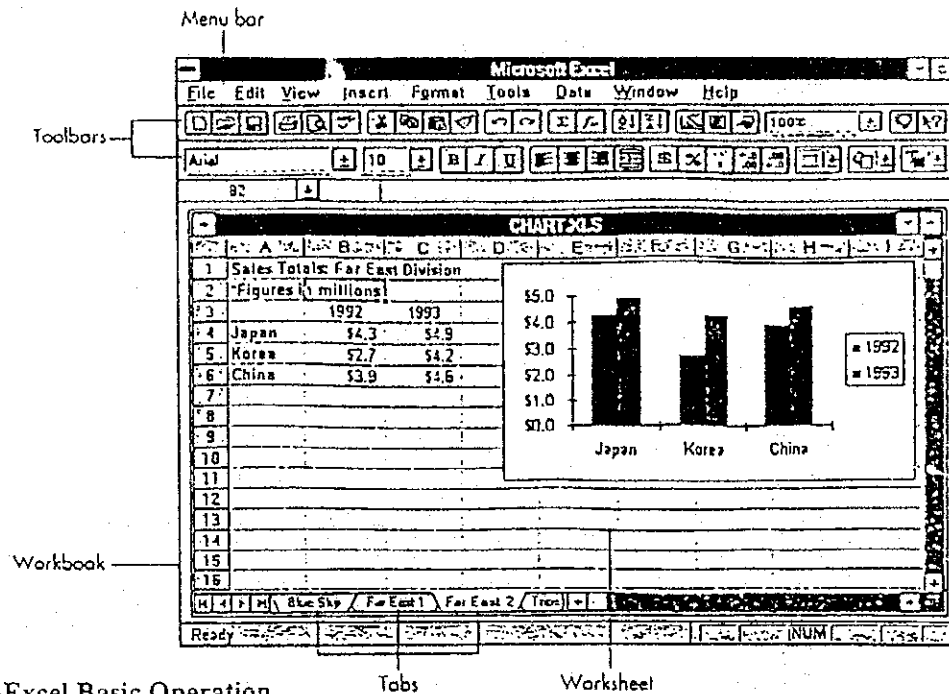 Menu bar
Microsoft Excel
File Edit View Insert Format Tools Data Window Help
Toolbars
100%
Arial 10 B I U
B2
CHART.XLS
A B C D E F G H I
1 Sales Totals: Far East Division
2 *Figures in millions
3 1992 1993
4 Japan $4.3 $4.9
5 Korea $2.7 $4.2
6 China $3.9 $4.6
7
8
9
10
11
12
13
14
15
16
$5.0
$4.0
$3.0
$2.0
$1.0
$0.0
Japan Korea China
1992
1993
Workbook
Blue Sky Far East 1 Far East 2
Ready NUM
Tabs Worksheet
Excel Basic Operation